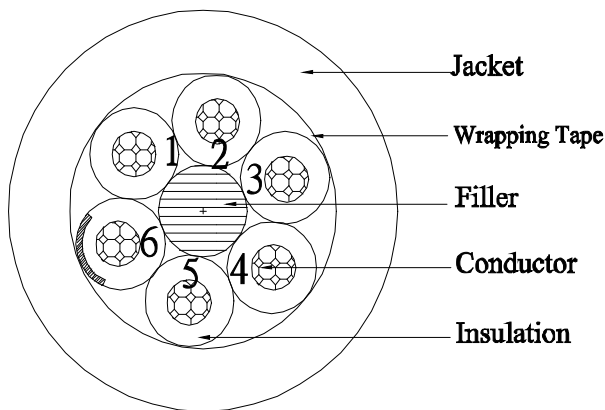 Jacket
Wrapping Tape
Filler
Conductor
Insulation
1
2
3
4
5
6